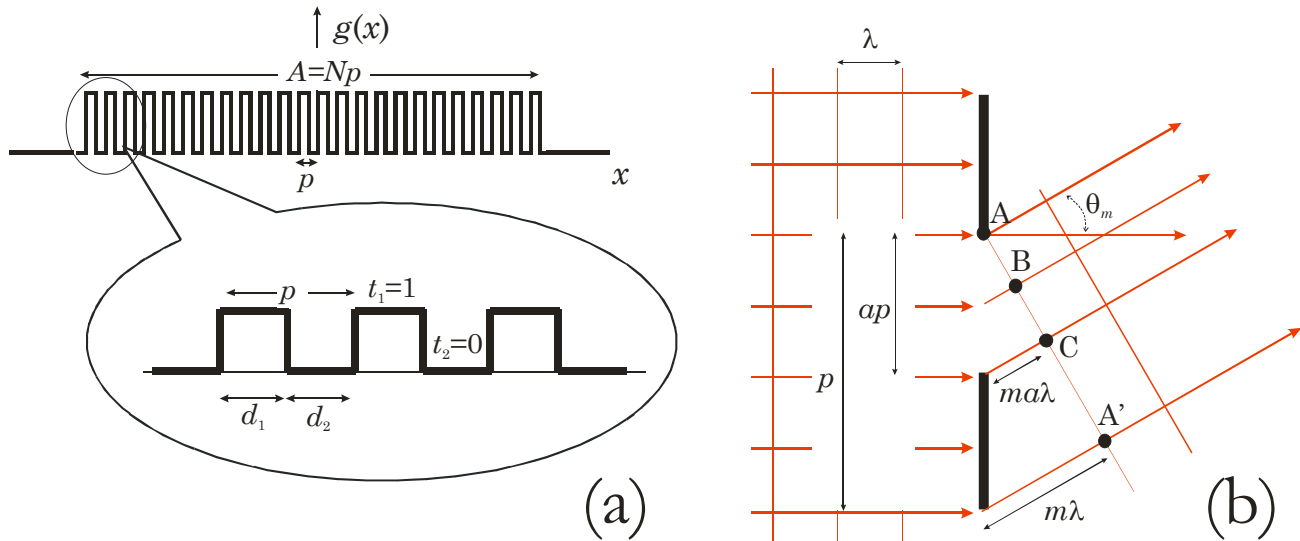 g(x)
A=Np
p
x
p
t₁=1
t₂=0
d₁
d₂
(a)
λ
A
θₘ
B
ap
C
p
maλ
A’
mλ
(b)